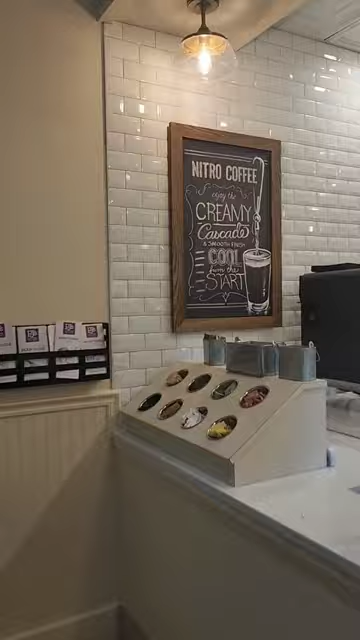 NITRO COFFEE
enjoy the
CREAMY
Cascade
& SMOOTH FINISH
COOL
from the
START